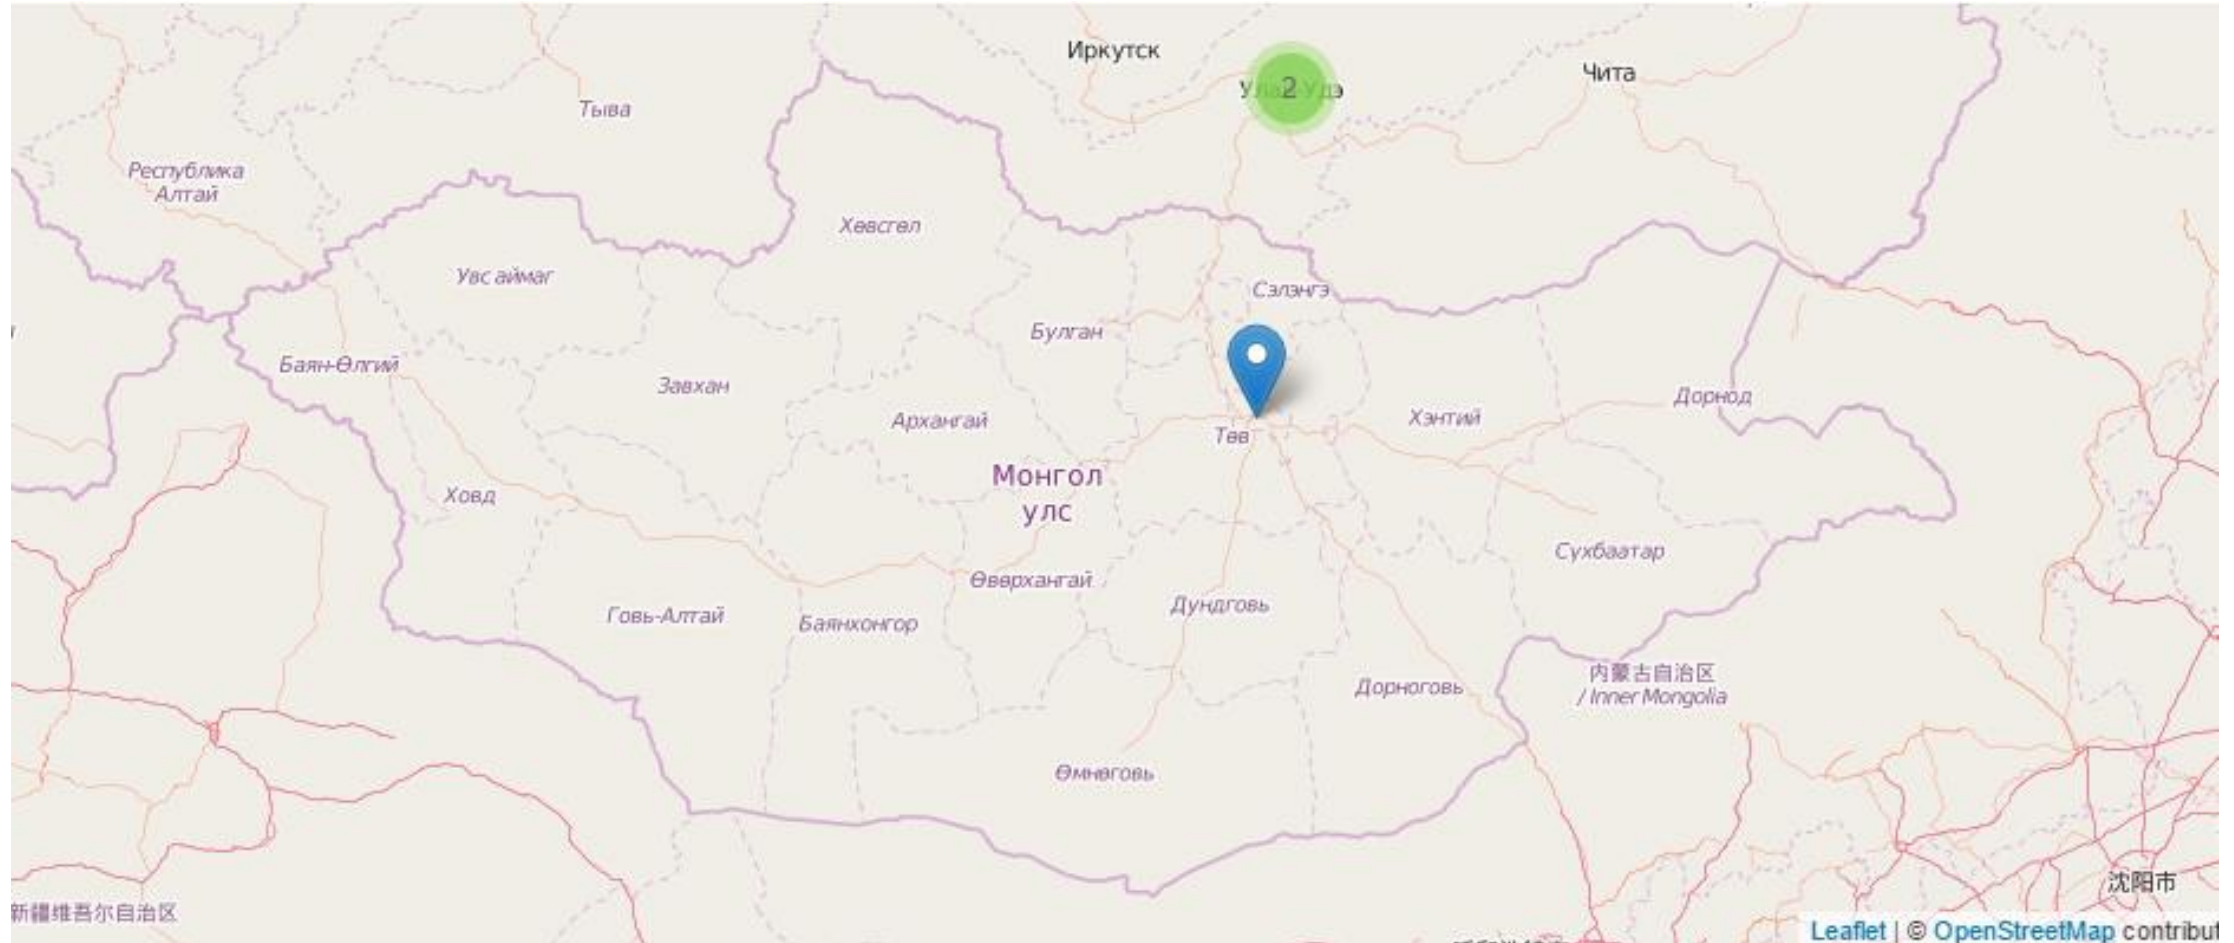 Иркутск
2
Чита
Тыва
Республика
Алтай
Хөвсгөл
Увс аймаг
Сэлэнгэ
Булган
Баян-Өлгий
Завхан
Архангай
Төв
Хэнтий
Дорнод
Монгол
улс
Ховд
Сүхбаатар
Өвөрхангай
Говь-Алтай
Баянхонгор
Дундговь
内蒙古自治区
/ Inner Mongolia
Дорноговь
Өмнөговь
沈阳市
新疆维吾尔自治区
Leaflet | © OpenStreetMap contribut